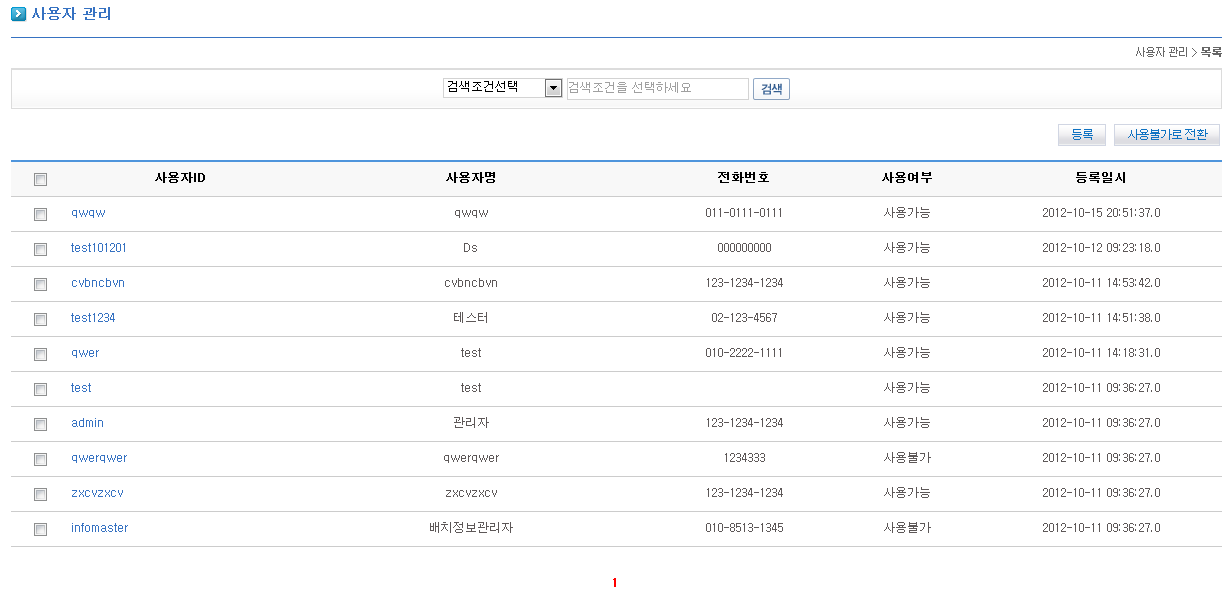 사용자 관리
사용자 관리 > 목록
검색조건선택 검색조건을 선택하세요 검색
등록 사용불가로 전환
사용자ID 사용자명 전화번호 사용여부 등록일시
qwqw qwqw 011-0111-0111 사용가능 2012-10-15 20:51:37.0
test101201 Ds 000000000 사용가능 2012-10-12 09:23:18.0
cvbncbvn cvbncbvn 123-1234-1234 사용가능 2012-10-11 14:53:42.0
test1234 테스터 02-123-4567 사용가능 2012-10-11 14:51:38.0
qwer test 010-2222-1111 사용가능 2012-10-11 14:18:31.0
test test 사용가능 2012-10-11 09:36:27.0
admin 관리자 123-1234-1234 사용가능 2012-10-11 09:36:27.0
qwerqwer qwerqwer 1234333 사용불가 2012-10-11 09:36:27.0
zxcvzxcv zxcvzxcv 123-1234-1234 사용가능 2012-10-11 09:36:27.0
infomaster 배치정보관리자 010-8513-1345 사용불가 2012-10-11 09:36:27.0
1